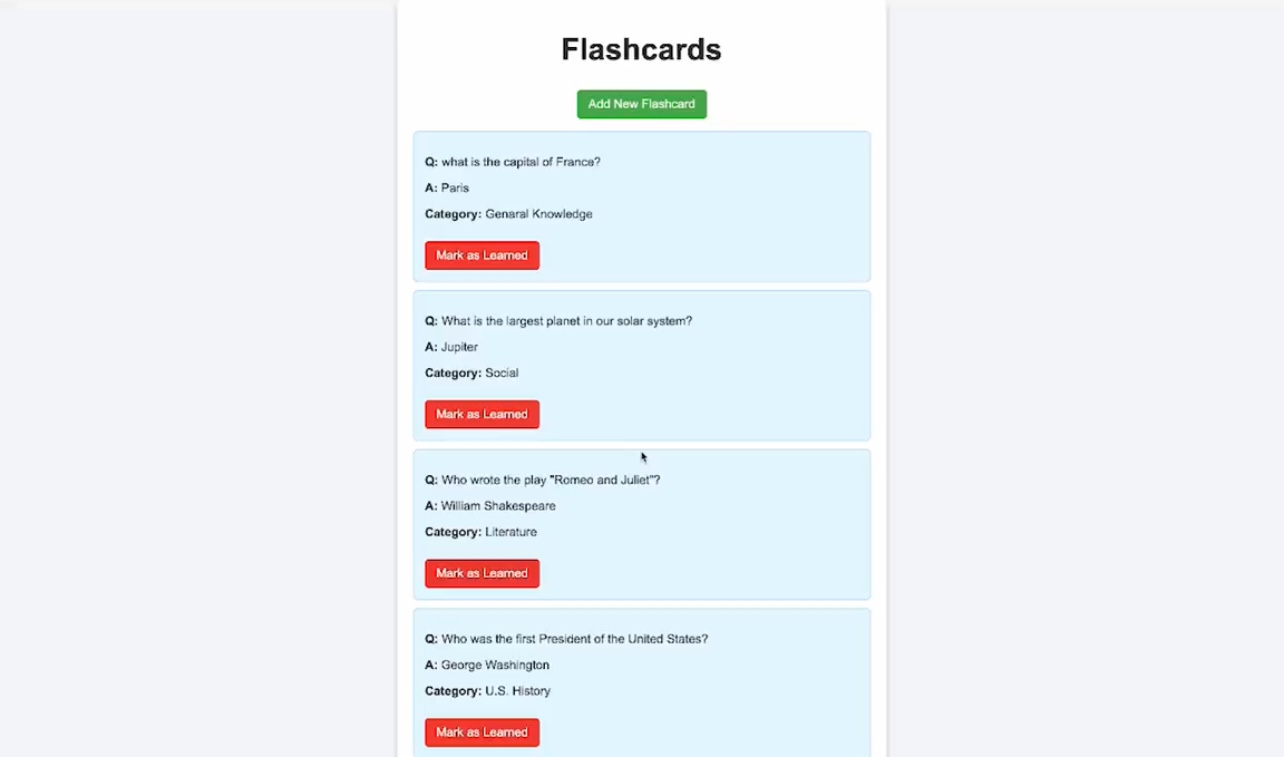 Flashcards
Add New Flashcard
Q: what is the capital of France?
A: Paris
Category: Genaral Knowledge
Mark as Learned
Q: What is the largest planet in our solar system?
A: Jupiter
Category: Social
Mark as Learned
Q: Who wrote the play "Romeo and Juliet"?
A: William Shakespeare
Category: Literature
Mark as Learned
Q: Who was the first President of the United States?
A: George Washington
Category: U.S. History
Mark as Learned